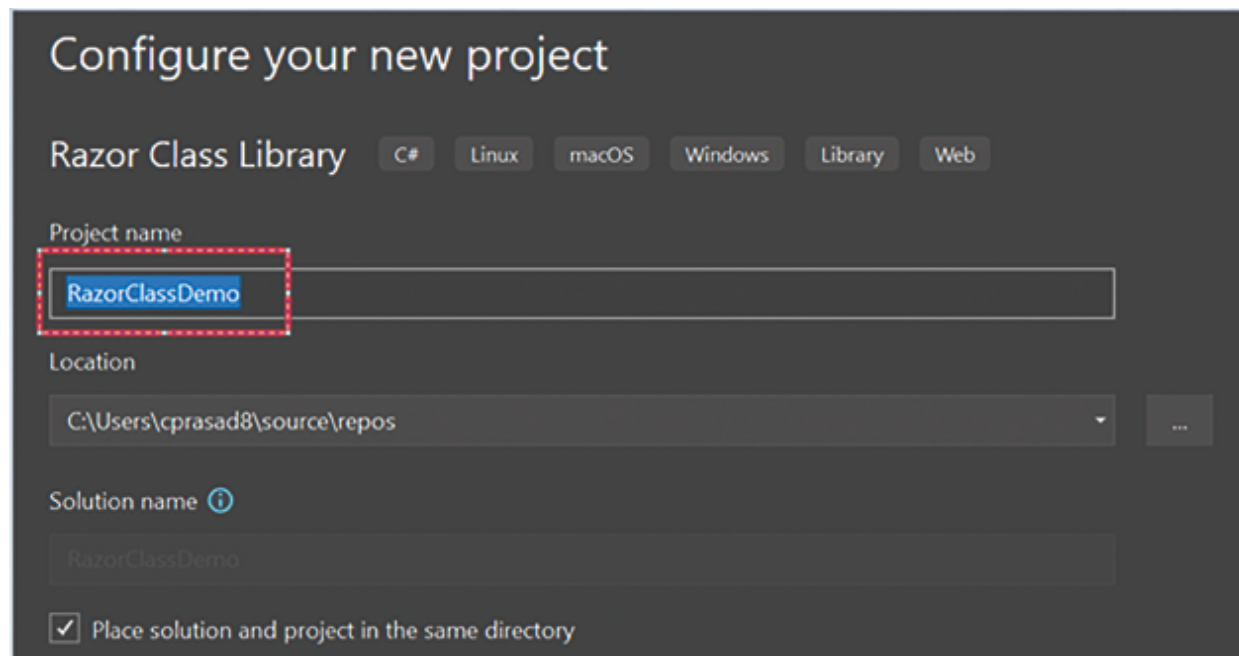 Configure your new project
Razor Class Library C# Linux macOS Windows Library Web
Project name
RazorClassDemo
Location
C:\Users\cprasad8\source\repos
...
Solution name
RazorClassDemo
Place solution and project in the same directory